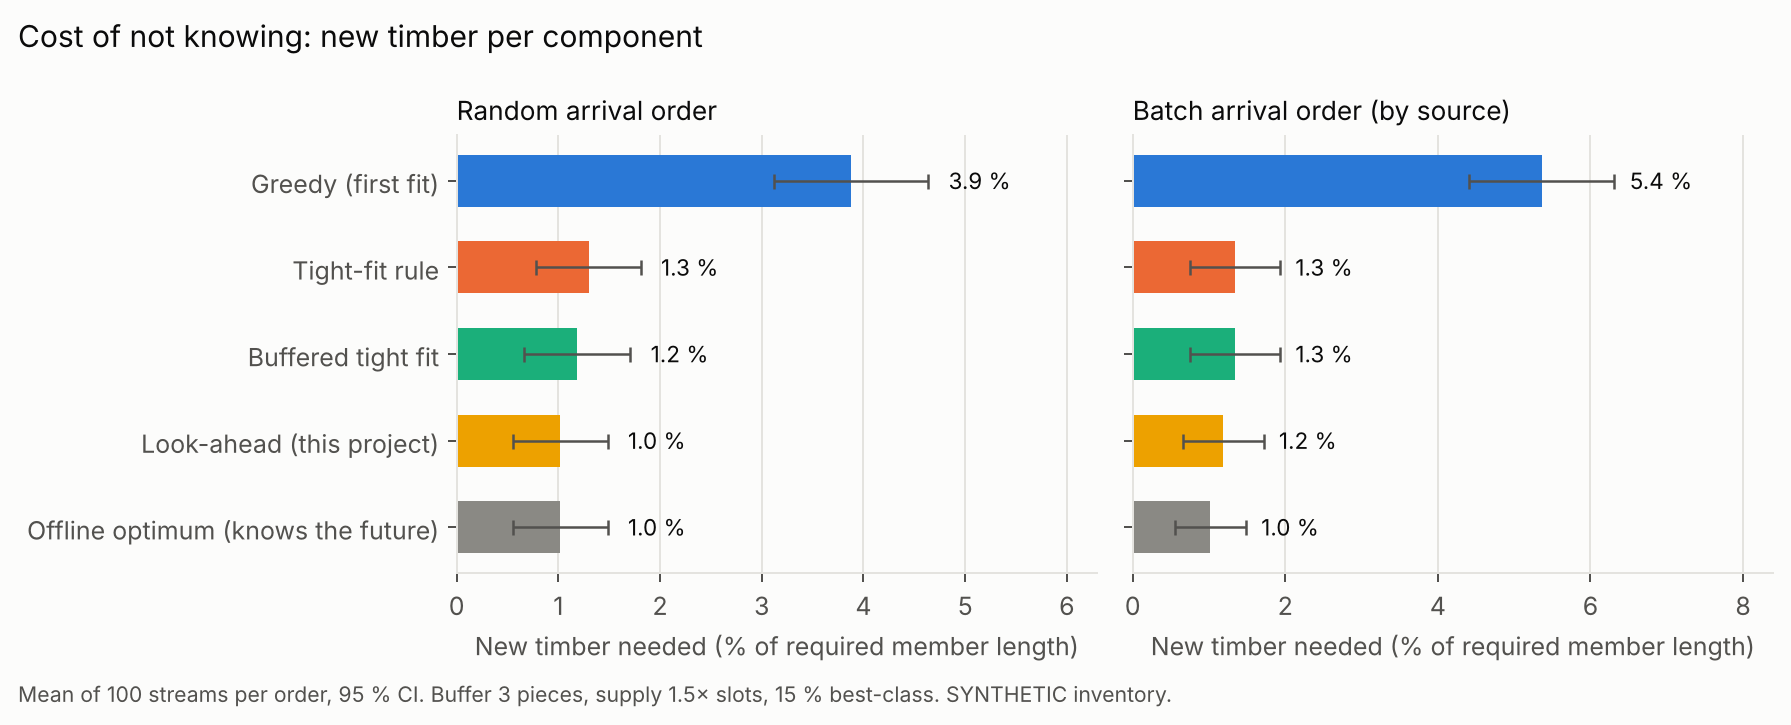 Cost of not knowing: new timber per component
Random arrival order
Batch arrival order (by source)
Greedy (first fit)
3.9 %
5.4 %
Tight-fit rule
1.3 %
1.3 %
Buffered tight fit
1.2 %
1.3 %
Look-ahead (this project)
1.0 %
1.2 %
Offline optimum (knows the future)
1.0 %
1.0 %
0 1 2 3 4 5 6
0 2 4 6 8
New timber needed (% of required member length)
New timber needed (% of required member length)
Mean of 100 streams per order, 95 % CI. Buffer 3 pieces, supply 1.5× slots, 15 % best-class. SYNTHETIC inventory.